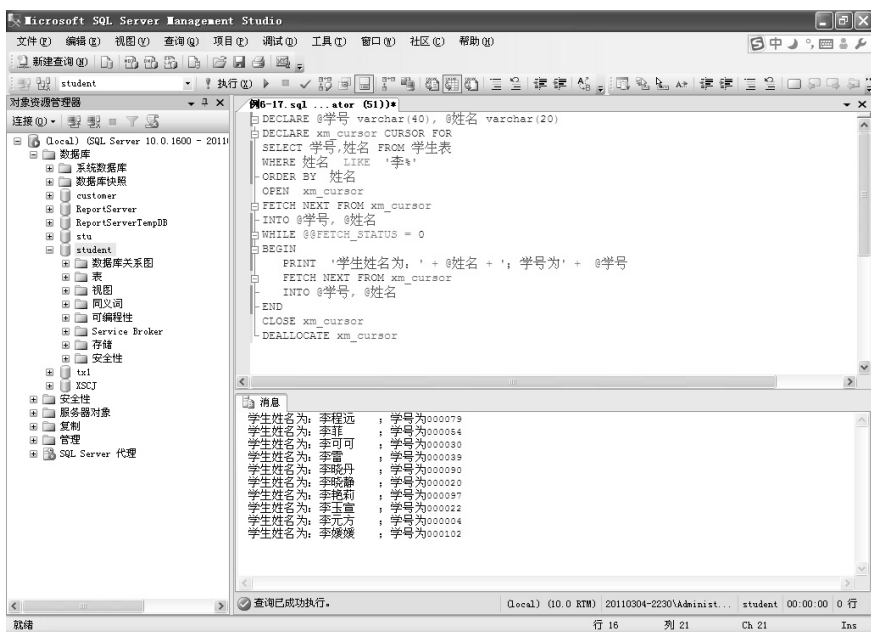 Microsoft SQL Server Management Studio
文件(F) 编辑(E) 视图(V) 查询(Q) 项目(P) 调试(D) 工具(T) 窗口(W) 社区(C) 帮助(H)
新建查询(N)
student 执行(X)
对象资源管理器
连接(O)
(local) (SQL Server 10.0.1600 - 2011
数据库
系统数据库
数据库快照
customer
ReportServer
ReportServerTempDB
stu
student
数据库关系图
表
视图
同义词
可编程性
Service Broker
存储
安全性
tx1
XSCJ
安全性
服务器对象
复制
管理
SQL Server 代理
例6-17.sql ...ator (51))*
DECLARE @学号 varchar(40), @姓名 varchar(20)
DECLARE xm_cursor CURSOR FOR
SELECT 学号,姓名 FROM 学生表
WHERE 姓名 LIKE '李%'
ORDER BY 姓名
OPEN xm_cursor
FETCH NEXT FROM xm_cursor
INTO @学号, @姓名
WHILE @@FETCH_STATUS = 0
BEGIN
PRINT '学生姓名为：' + @姓名 + '；学号为' + @学号
FETCH NEXT FROM xm_cursor
INTO @学号, @姓名
END
CLOSE xm_cursor
DEALLOCATE xm_cursor
消息
学生姓名为：李程远 ；学号为000079
学生姓名为：李菲 ；学号为000054
学生姓名为：李可可 ；学号为000030
学生姓名为：李雷 ；学号为000039
学生姓名为：李晓丹 ；学号为000090
学生姓名为：李晓静 ；学号为000020
学生姓名为：李艳莉 ；学号为000097
学生姓名为：李玉宣 ；学号为000022
学生姓名为：李元方 ；学号为000004
学生姓名为：李媛媛 ；学号为000102
查询已成功执行。 (local) (10.0 RTM) 20110304-2230\Administ... student 00:00:00 0 行
就绪 行 16 列 21 Ch 21 Ins